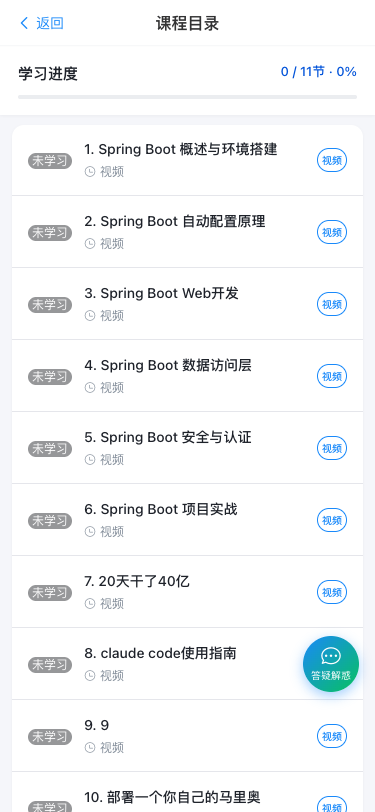 返回
课程目录
学习进度
0 / 11节 · 0%
未学习
1. Spring Boot 概述与环境搭建
视频
视频
未学习
2. Spring Boot 自动配置原理
视频
视频
未学习
3. Spring Boot Web开发
视频
视频
未学习
4. Spring Boot 数据访问层
视频
视频
未学习
5. Spring Boot 安全与认证
视频
视频
未学习
6. Spring Boot 项目实战
视频
视频
未学习
7. 20天干了40亿
视频
视频
未学习
8. claude code使用指南
视频
答疑解惑
未学习
9. 9
视频
视频
未学习
10. 部署一个你自己的马里奥
视频